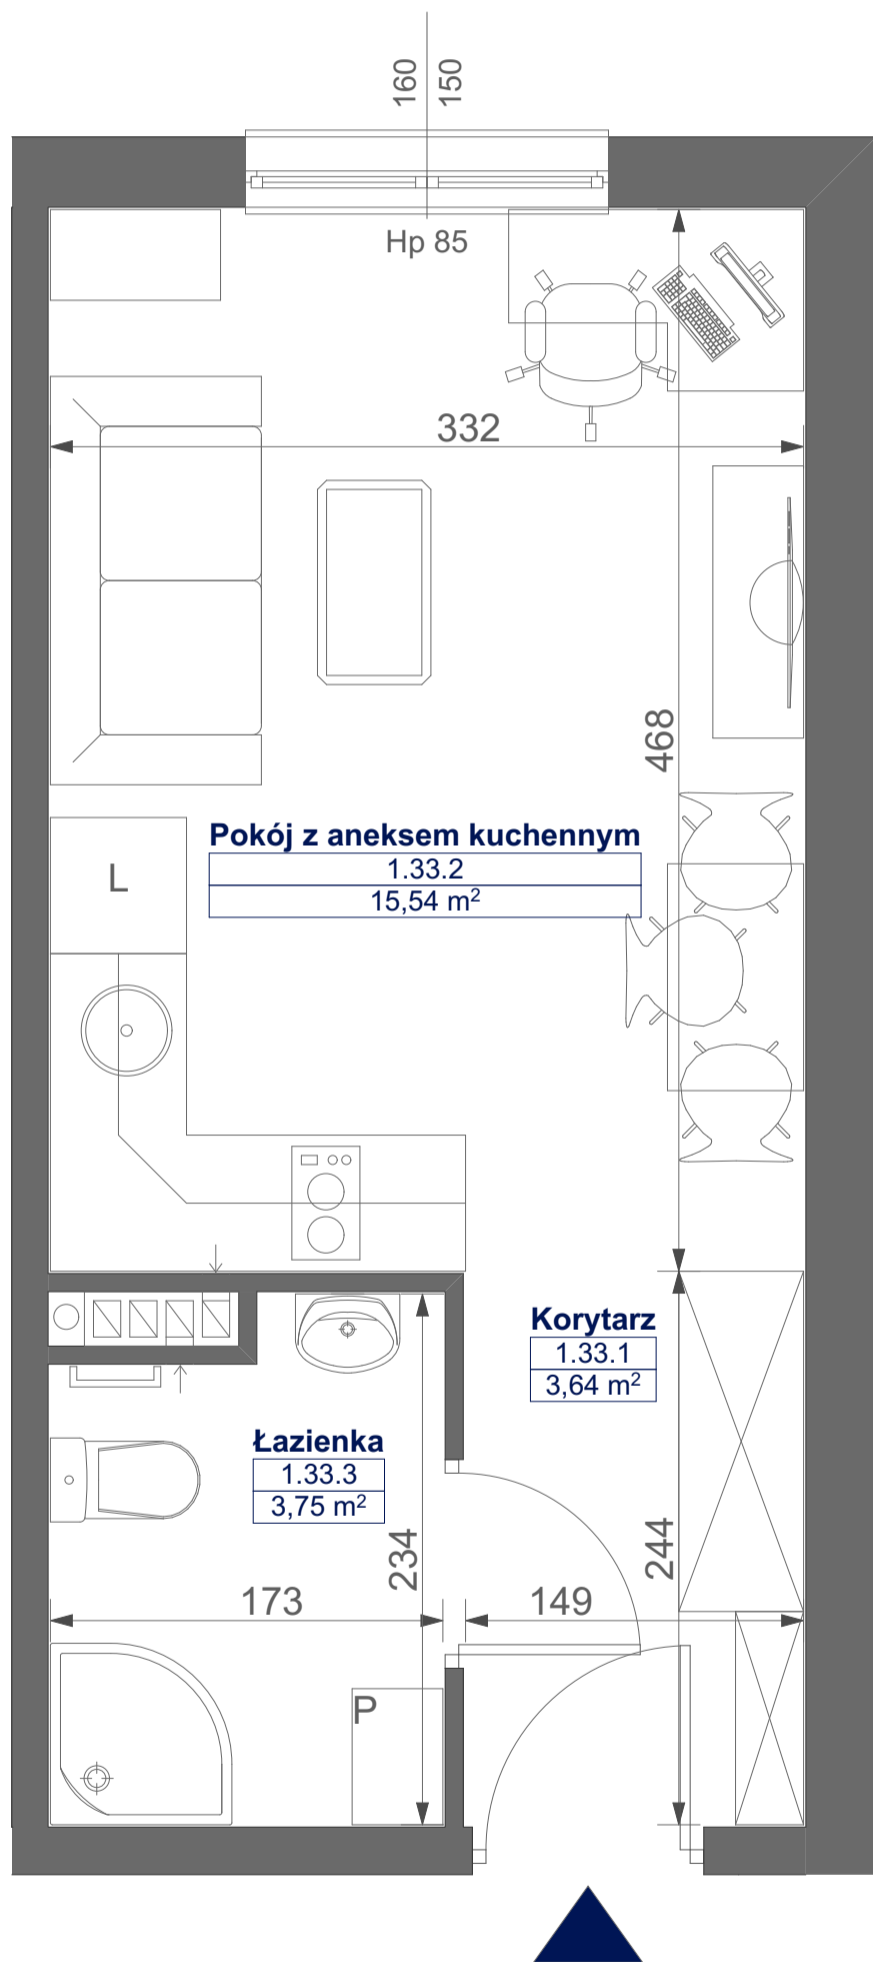 160
150
Hp 85
332
468
Pokój z aneksem kuchennym
1.33.2
15,54 m²
L
Korytarz
1.33.1
3,64 m²
Łazienka
1.33.3
3,75 m²
234
244
173
149
P